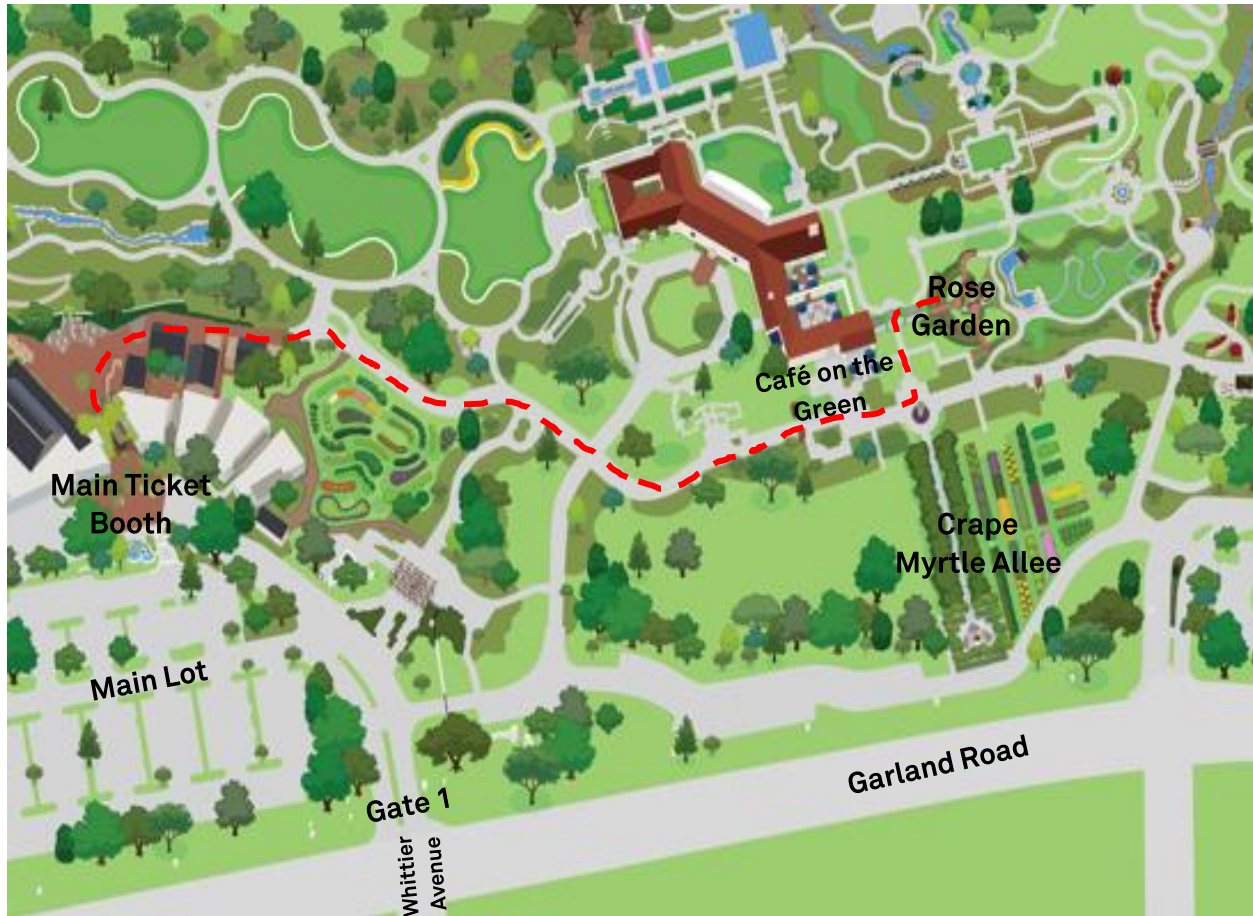 Rose
Garden
Café on the
Green
Main Ticket
Booth
Crape
Myrtle Allee
Main Lot
Garland Road
Gate 1
Whittier
Avenue